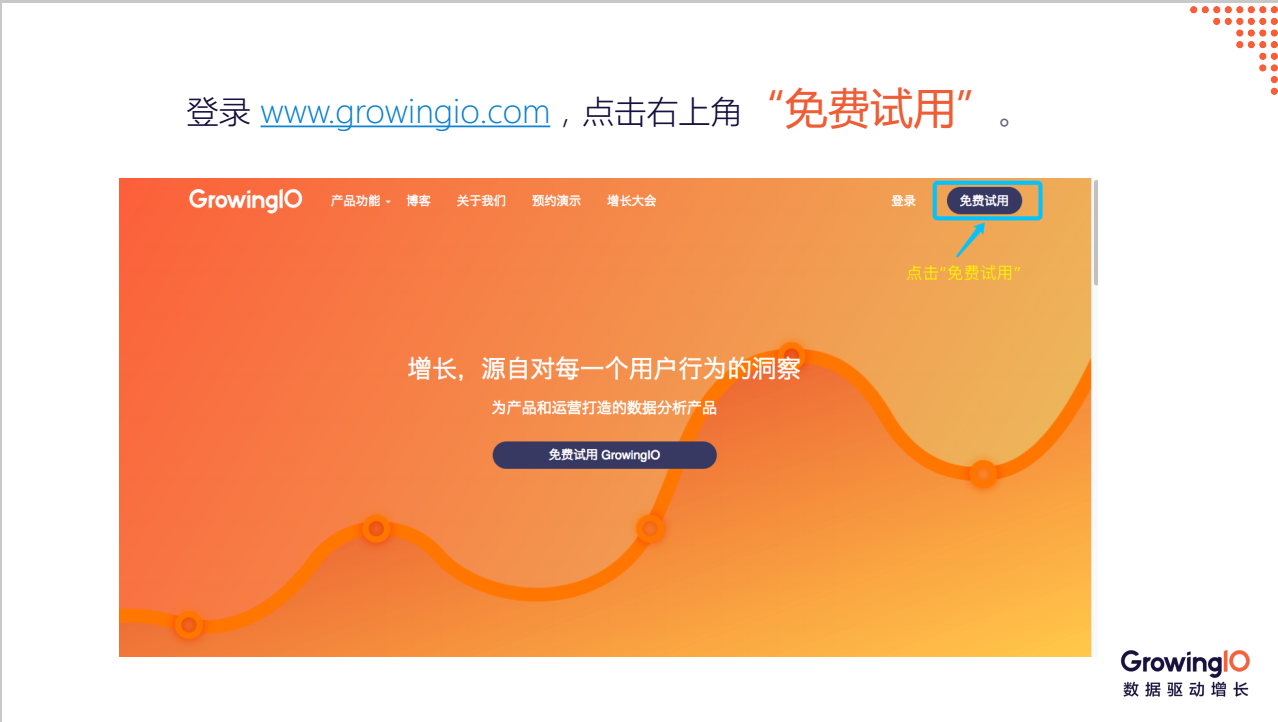 登录 www.growingio.com，点击右上角 “免费试用” 。
GrowingIO 产品功能 博客 关于我们 预约演示 增长大会 登录 免费试用
点击“免费试用”
增长，源自对每一个用户行为的洞察
为产品和运营打造的数据分析产品
免费试用 GrowingIO
GrowingIO
数据驱动增长